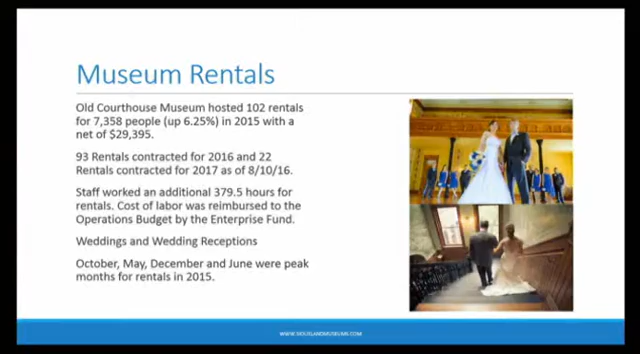 Museum Rentals
Old Courthouse Museum hosted 102 rentals
for 7,358 people (up 6.25%) in 2015 with a
net of $29,395.
93 Rentals contracted for 2016 and 22
Rentals contracted for 2017 as of 8/10/16.
Staff worked an additional 379.5 hours for
rentals. Cost of labor was reimbursed to the
Operations Budget by the Enterprise Fund.
Weddings and Wedding Receptions
October, May, December and June were peak
months for rentals in 2015.
WWW.SIOUXLANDMUSEUMS.COM